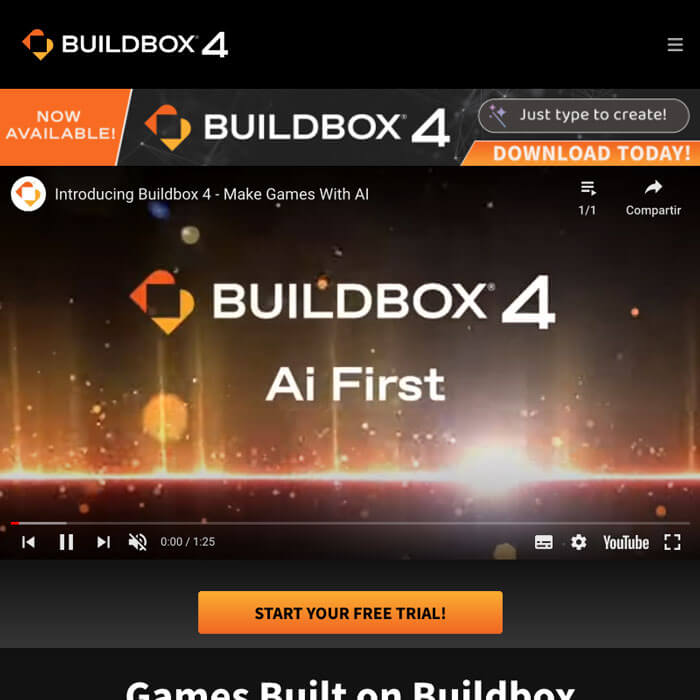 BUILDBOX 4
NOW
AVAILABLE!
BUILDBOX® 4
Just type to create!
DOWNLOAD TODAY!
Introducing Buildbox 4 - Make Games With AI
1/1
Compartir
BUILDBOX® 4
Ai First
0:00 / 1:25
YouTube
START YOUR FREE TRIAL!
Games Built on Buildbox